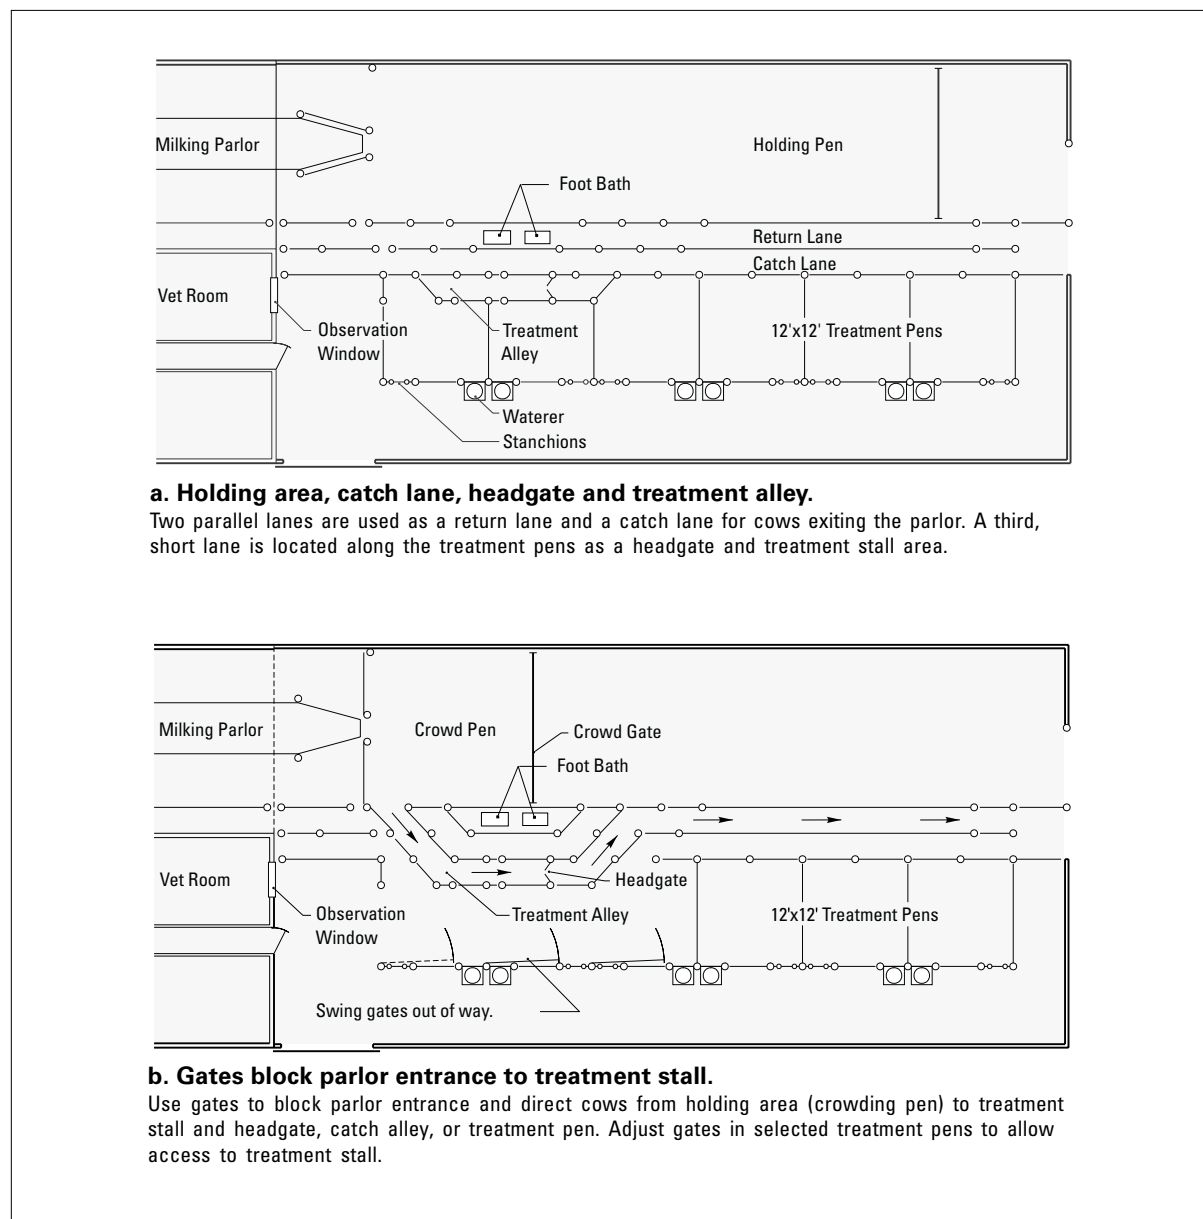 Milking Parlor
Holding Pen
Foot Bath
Return Lane
Catch Lane
Vet Room
Observation
Window
Treatment
Alley
12'x12' Treatment Pens
Waterer
Stanchions
a. Holding area, catch lane, headgate and treatment alley.
Two parallel lanes are used as a return lane and a catch lane for cows exiting the parlor. A third,
short lane is located along the treatment pens as a headgate and treatment stall area.
Milking Parlor
Crowd Pen
Crowd Gate
Foot Bath
Vet Room
Headgate
Observation
Window
Treatment Alley
12'x12' Treatment Pens
Swing gates out of way.
b. Gates block parlor entrance to treatment stall.
Use gates to block parlor entrance and direct cows from holding area (crowding pen) to treatment
stall and headgate, catch alley, or treatment pen. Adjust gates in selected treatment pens to allow
access to treatment stall.